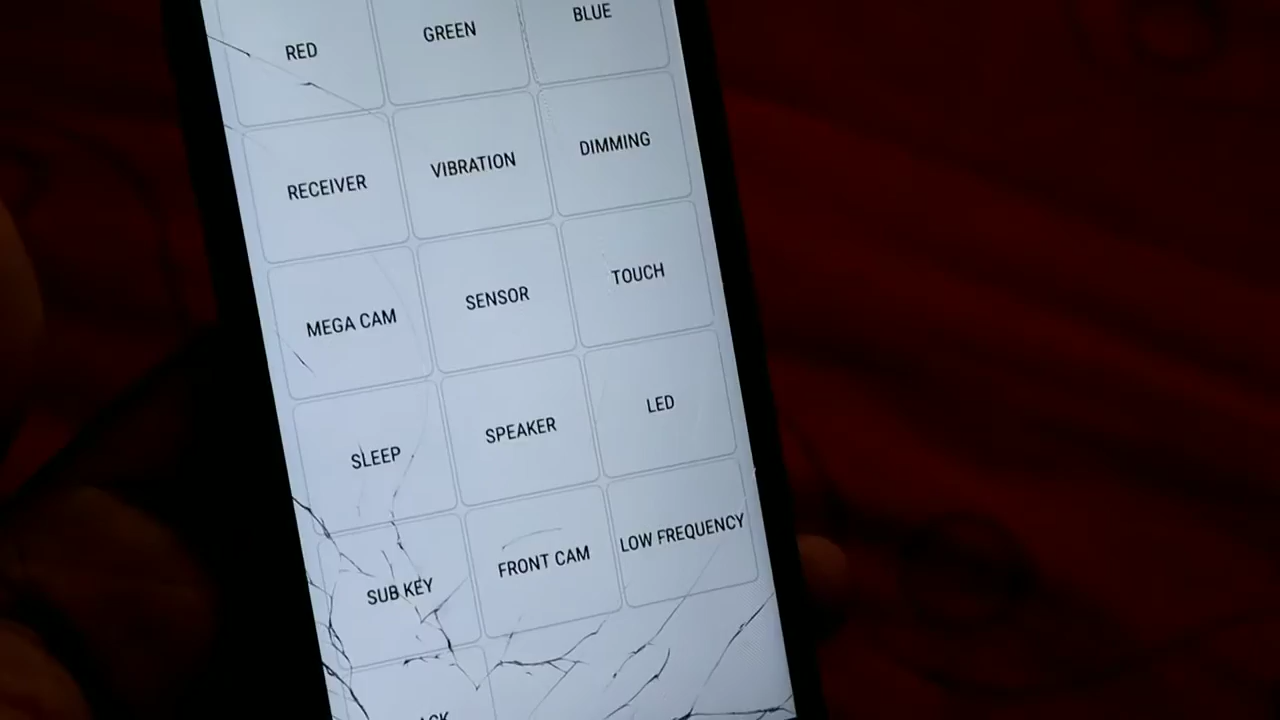 RED
GREEN
BLUE
RECEIVER
VIBRATION
DIMMING
MEGA CAM
SENSOR
TOUCH
SLEEP
SPEAKER
LED
SUB KEY
FRONT CAM
LOW FREQUENCY